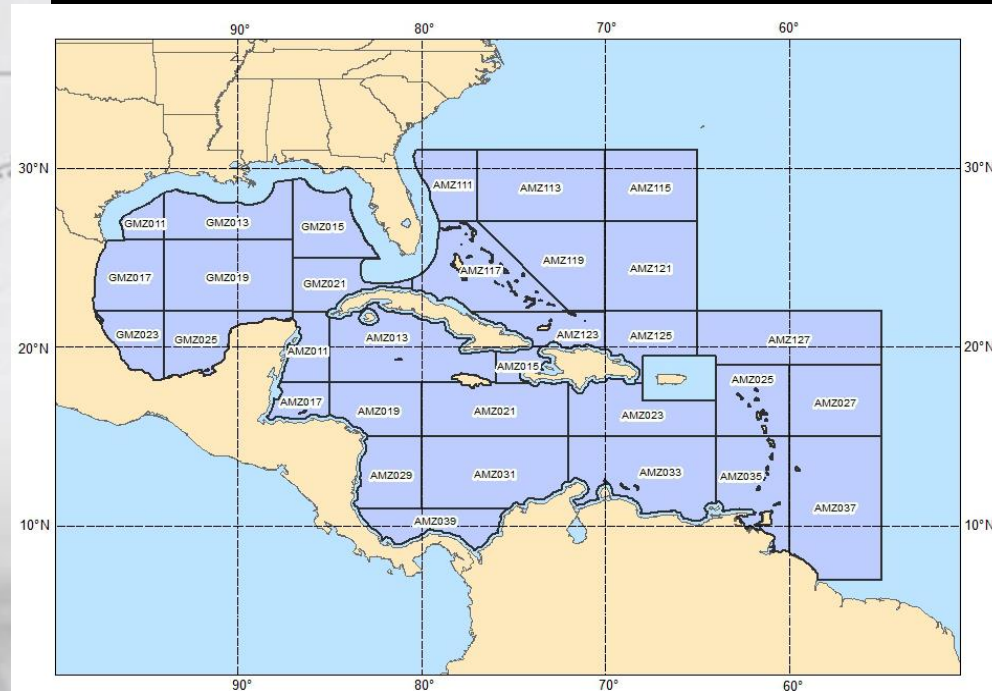 90° 80° 70° 60°
30°N 30°N
AMZ111 AMZ113 AMZ115
GMZ011 GMZ013 GMZ015
AMZ117 AMZ119 AMZ121
GMZ017 GMZ019 GMZ021
GMZ023 GMZ025 AMZ011 AMZ013 AMZ123 AMZ125 AMZ127
20°N 20°N
AMZ015 AMZ025
AMZ017 AMZ019 AMZ021 AMZ023 AMZ027
AMZ029 AMZ031 AMZ033 AMZ035
AMZ037
10°N AMZ039 10°N
90° 80° 70° 60°